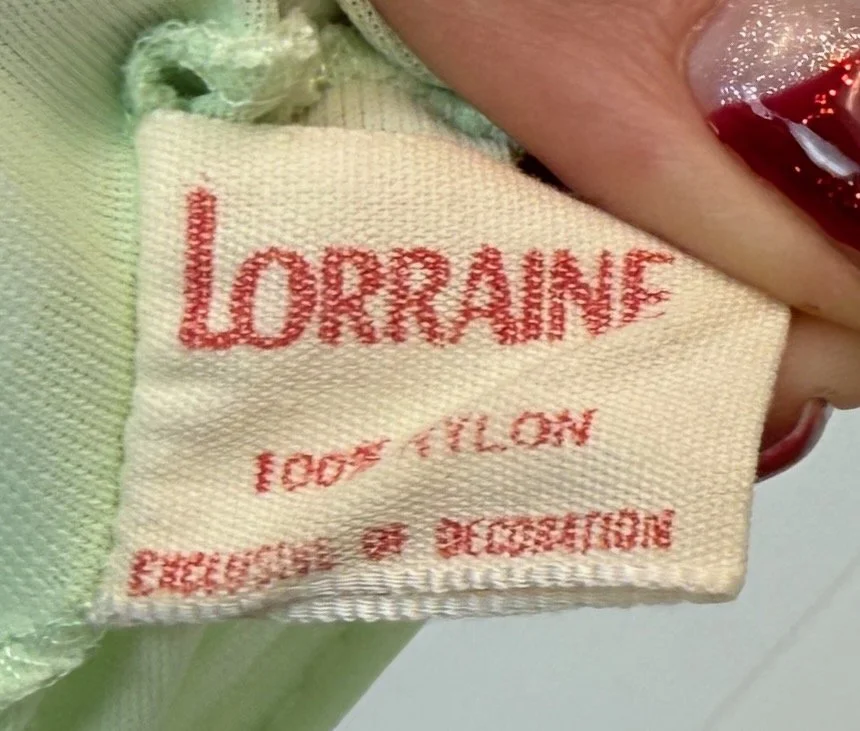 LORRAINE
100% NYLON
EXCLUSIVE OF DECORATION